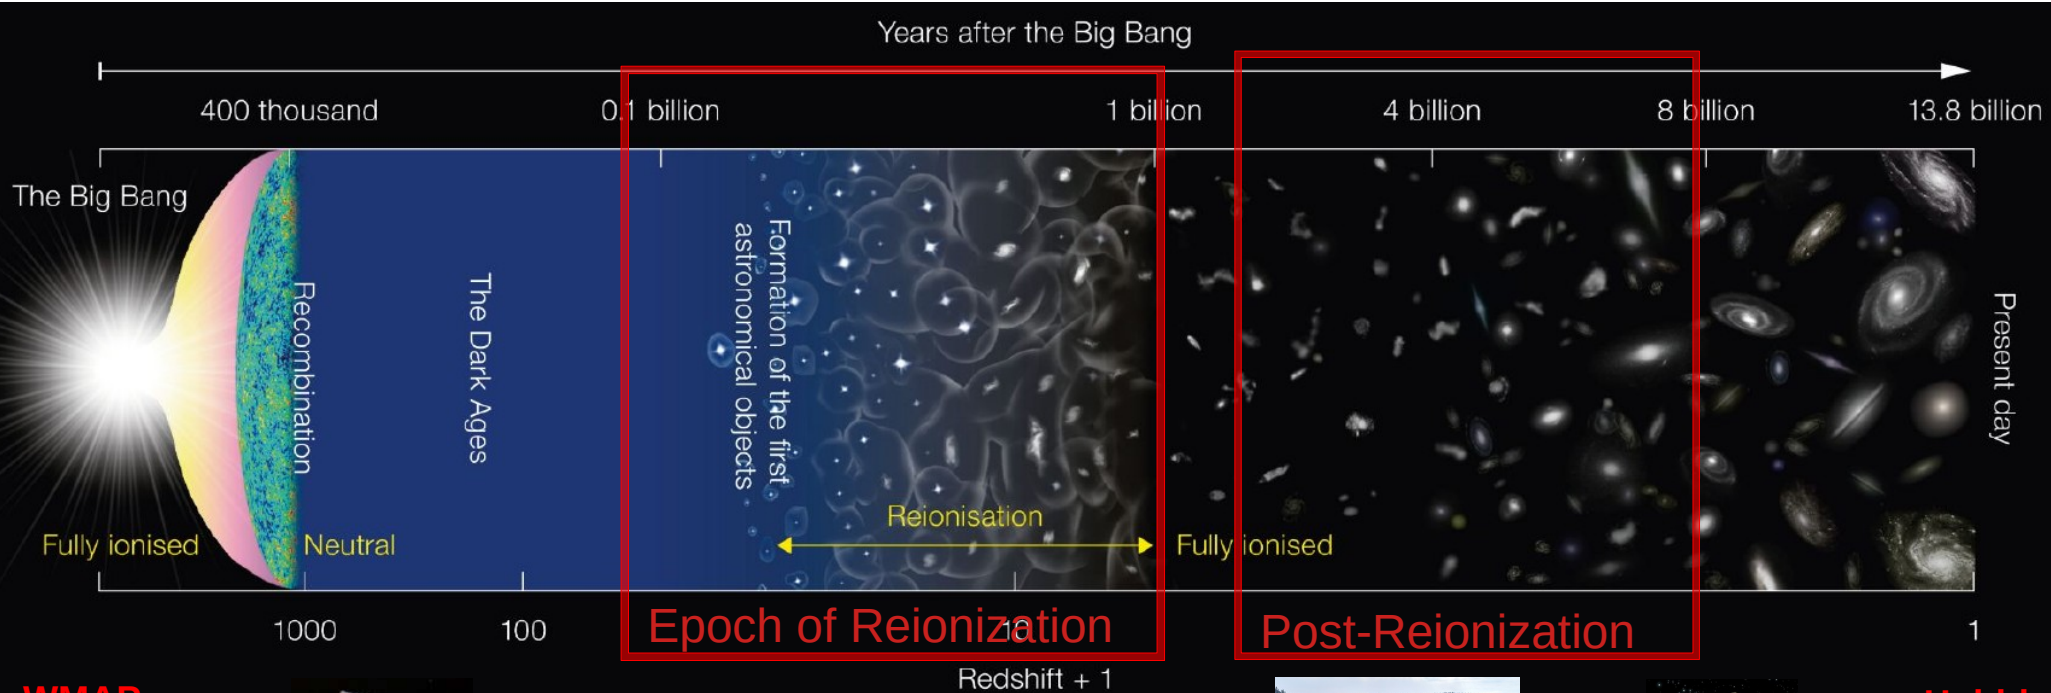 Years after the Big Bang
400 thousand
0.1 billion
1 billion
4 billion
8 billion
13.8 billion
The Big Bang
Recombination
The Dark Ages
Formation of the first
astronomical objects
Present day
Reionisation
Fully ionised
Neutral
Fully ionised
1000
100
10
1
Epoch of Reionization
Post-Reionization
Redshift + 1